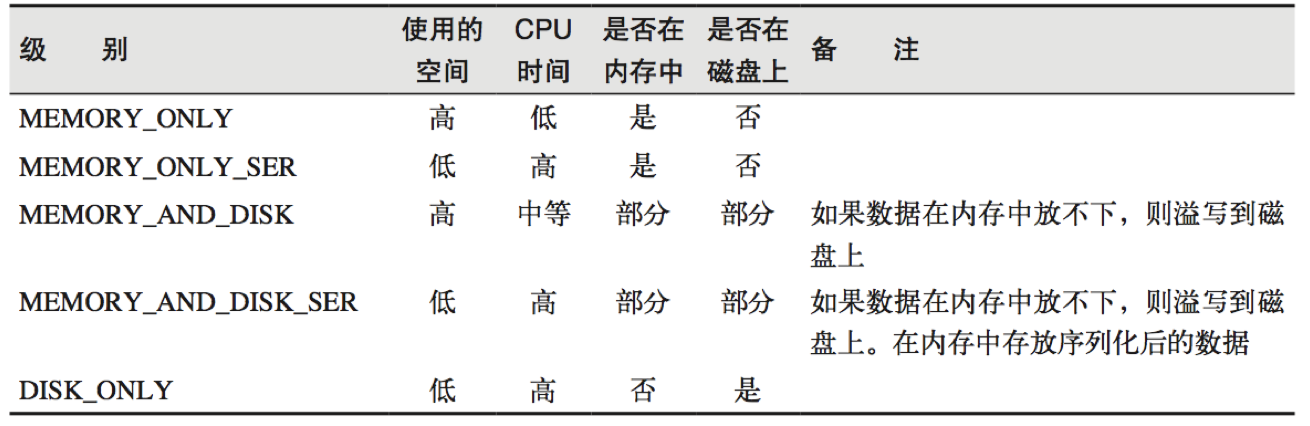 级 别 使用的空间 CPU时间 是否在内存中 是否在磁盘上 备 注
MEMORY_ONLY 高 低 是 否
MEMORY_ONLY_SER 低 高 是 否
MEMORY_AND_DISK 高 中等 部分 部分 如果数据在内存中放不下，则溢写到磁
盘上
MEMORY_AND_DISK_SER 低 高 部分 部分 如果数据在内存中放不下，则溢写到磁
盘上。在内存中存放序列化后的数据
DISK_ONLY 低 高 否 是